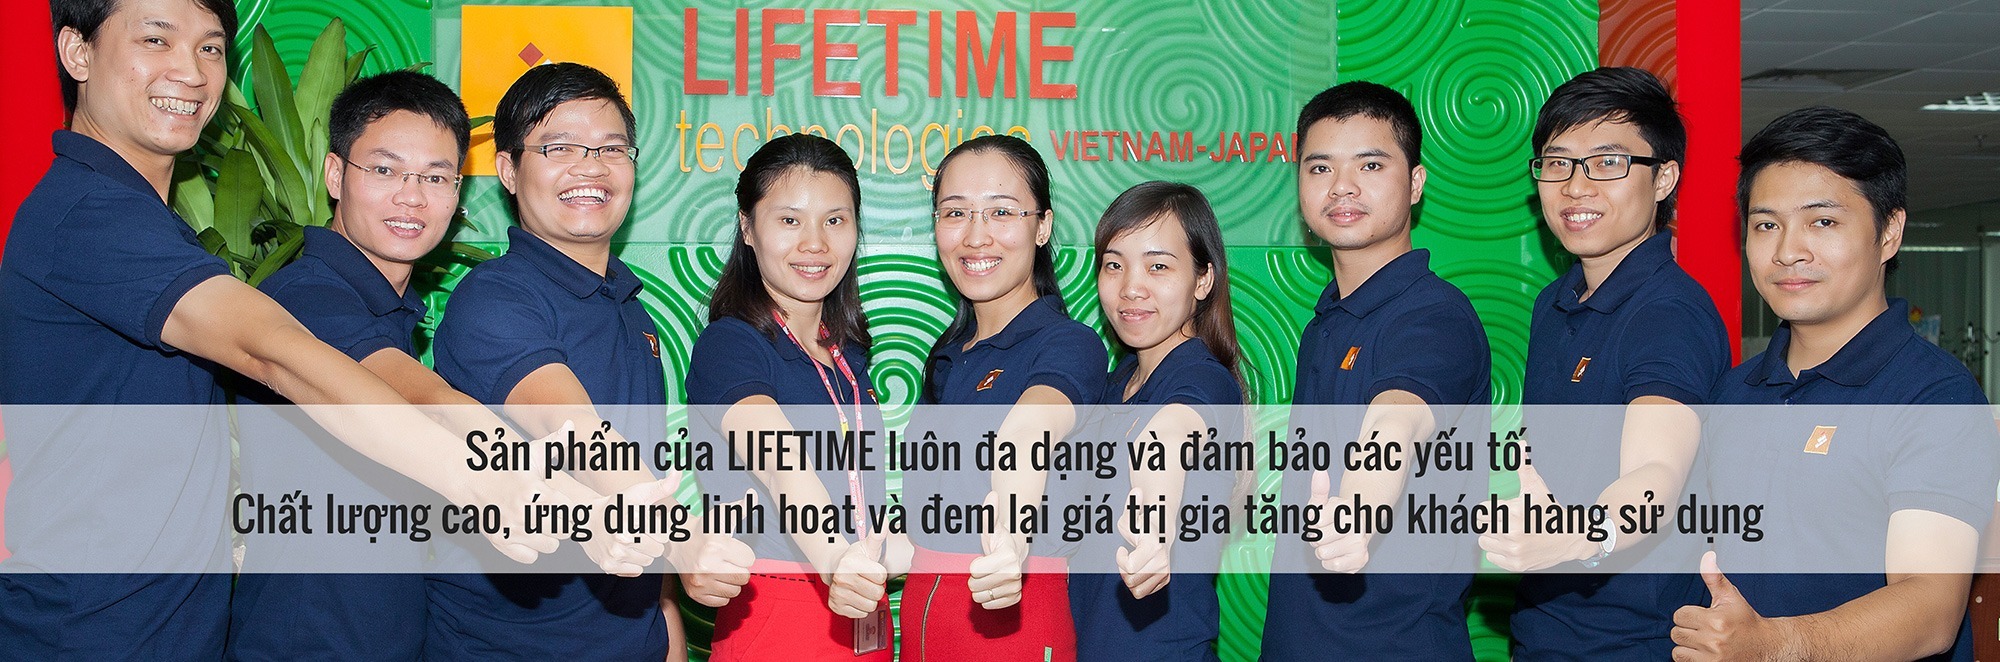 LIFETIME
technologies VIETNAM-JAPAN
Sản phẩm của LIFETIME luôn đa dạng và đảm bảo các yếu tố:
Chất lượng cao, ứng dụng linh hoạt và đem lại giá trị gia tăng cho khách hàng sử dụng